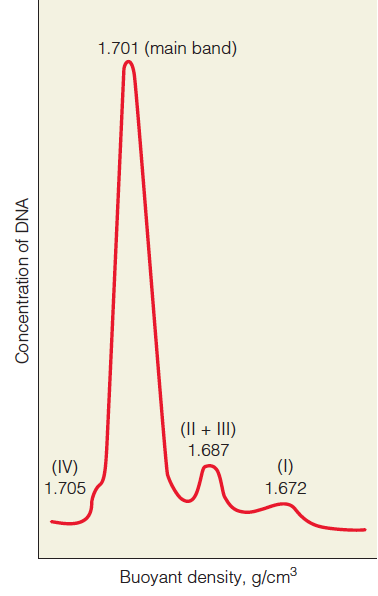 1.701 (main band)
Concentration of DNA
(II + III)
1.687
(IV)
1.705
(I)
1.672
Buoyant density, g/cm³